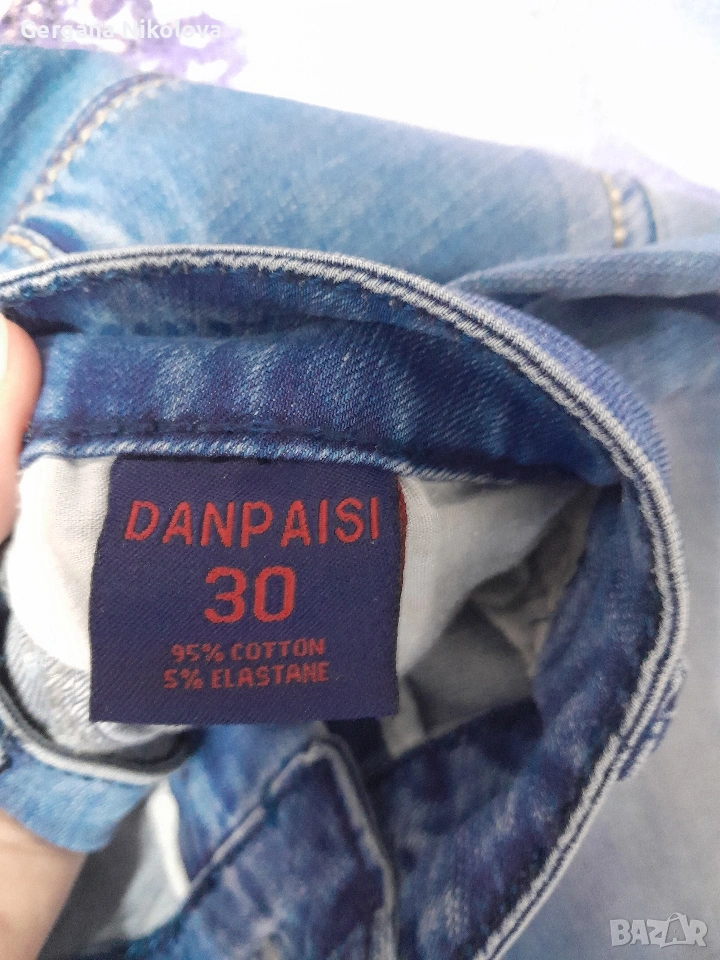 Gergana Nikolova
DANPAISI
30
95% COTTON
5% ELASTANE
BAZAR